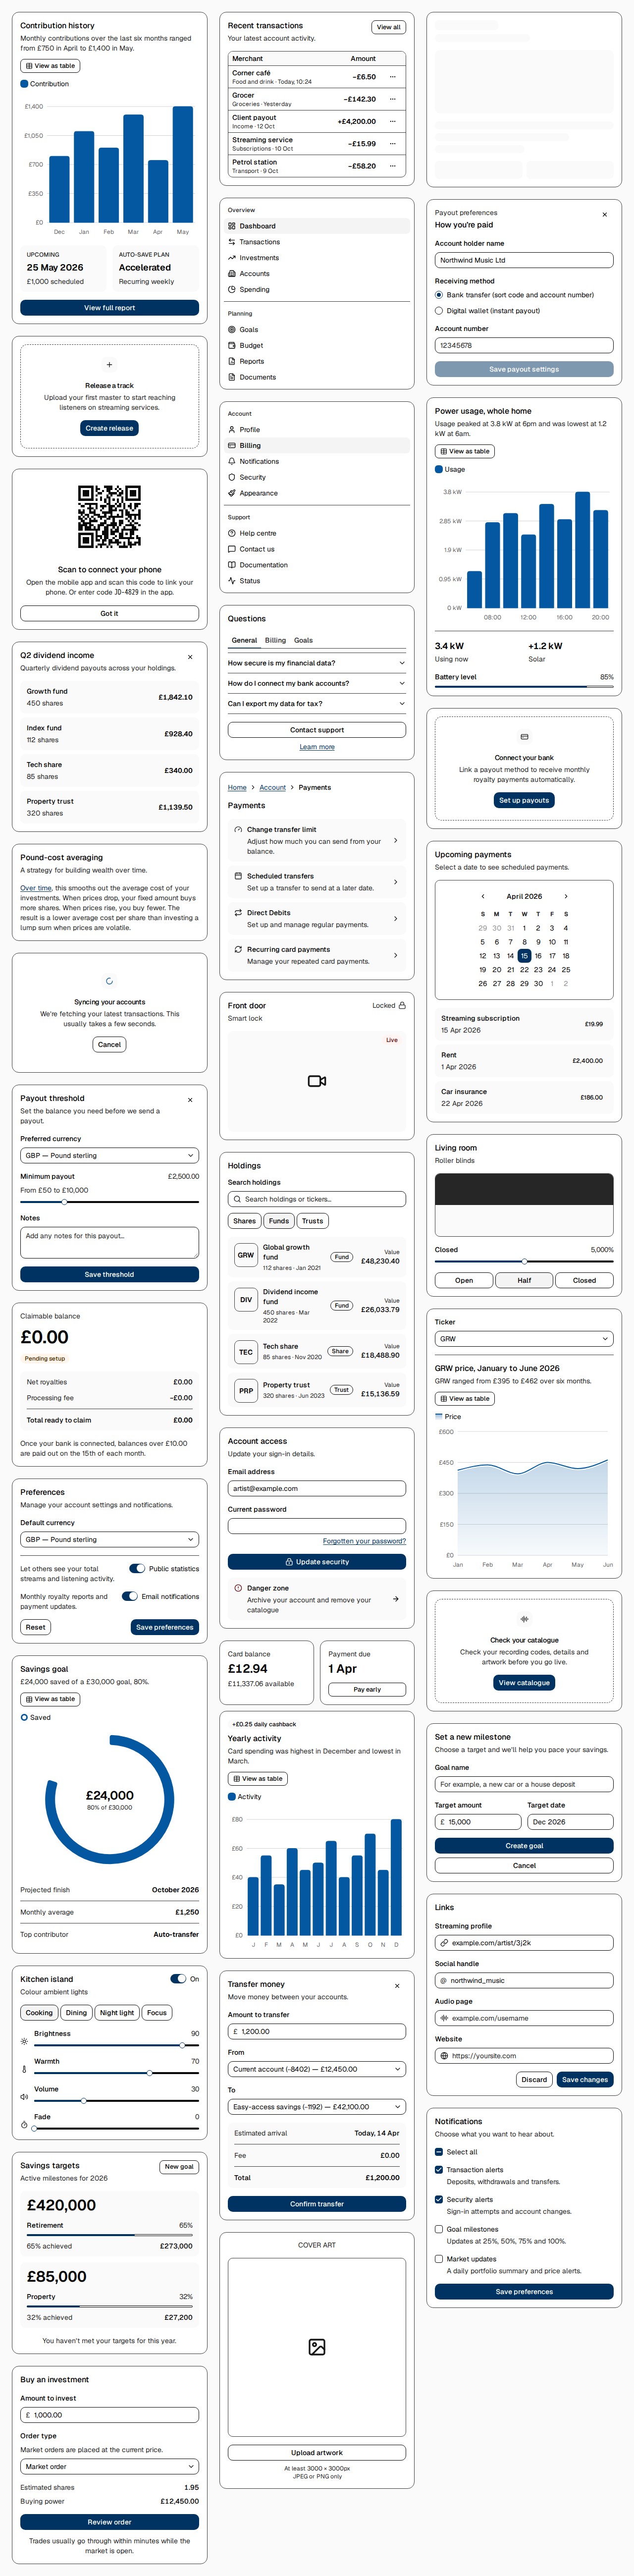 Contribution history
Monthly contributions over the last six months ranged
from £750 in April to £1,400 in May.
View as table
Contribution
£1,400
£1,050
£700
£350
£0
Dec Jan Feb Mar Apr May
UPCOMING
25 May 2026
£1,000 scheduled
AUTO-SAVE PLAN
Accelerated
Recurring weekly
View full report
Release a track
Upload your first master to start reaching
listeners on streaming services.
Create release
Scan to connect your phone
Open the mobile app and scan this code to link your
phone. Or enter code JD-4829 in the app.
Got it
Q2 dividend income
Quarterly dividend payouts across your holdings.
Growth fund
450 shares
£1,842.10
Index fund
112 shares
£928.40
Tech share
85 shares
£340.00
Property trust
320 shares
£1,139.50
Pound-cost averaging
A strategy for building wealth over time.
Over time, this smooths out the average cost of your
investments. When prices drop, your fixed amount buys
more shares. When prices rise, you buy fewer. The
result is a lower average cost per share than investing a
lump sum when prices are volatile.
Syncing your accounts
We're fetching your latest transactions. This
usually takes a few seconds.
Cancel
Payout threshold
Set the balance you need before we send a
payout.
Preferred currency
GBP — Pound sterling
Minimum payout £2,500.00
From £50 to £10,000
Notes
Add any notes for this payout...
Save threshold
Claimable balance
£0.00
Pending setup
Net royalties £0.00
Processing fee −£0.00
Total ready to claim £0.00
Once your bank is connected, balances over £10.00
are paid out on the 15th of each month.
Preferences
Manage your account settings and notifications.
Default currency
GBP — Pound sterling
Let others see your total
streams and listening activity.
Public statistics
Monthly royalty reports and
payment updates.
Email notifications
Reset
Save preferences
Savings goal
£24,000 saved of a £30,000 goal, 80%.
View as table
Saved
£24,000
80% of £30,000
Projected finish October 2026
Monthly average £1,250
Top contributor Auto-transfer
Kitchen island On
Colour ambient lights
Cooking Dining Night light Focus
Brightness 90
Warmth 70
Volume 30
Fade 0
Savings targets
Active milestones for 2026
New goal
£420,000
Retirement 65%
65% achieved £273,000
£85,000
Property 32%
32% achieved £27,200
You haven't met your targets for this year.
Buy an investment
Amount to invest
£ 1,000.00
Order type
Market orders are placed at the current price.
Market order
Estimated shares 1.95
Buying power £12,450.00
Review order
Trades usually go through within minutes while the
market is open.
Recent transactions
Your latest account activity.
View all
Merchant Amount
Corner café
Food and drink · Today, 10:24
−£6.50
Grocer
Groceries · Yesterday
−£142.30
Client payout
Income · 12 Oct
+£4,200.00
Streaming service
Subscriptions · 10 Oct
−£15.99
Petrol station
Transport · 9 Oct
−£58.20
Overview
Dashboard
Transactions
Investments
Accounts
Spending
Planning
Goals
Budget
Reports
Documents
Account
Profile
Billing
Notifications
Security
Appearance
Support
Help centre
Contact us
Documentation
Status
Questions
General Billing Goals
How secure is my financial data?
How do I connect my bank accounts?
Can I export my data for tax?
Contact support
Learn more
Home > Account > Payments
Payments
Change transfer limit
Adjust how much you can send from your
balance.
Scheduled transfers
Set up a transfer to send at a later date.
Direct Debits
Set up and manage regular payments.
Recurring card payments
Manage your repeated card payments.
Front door Locked
Smart lock
Live
Holdings
Search holdings
Search holdings or tickers...
Shares Funds Trusts
GRW
Global growth
fund
112 shares · Jan 2021
Fund
Value
£48,230.40
DIV
Dividend income
fund
450 shares · Mar
2022
Fund
Value
£26,033.79
TEC
Tech share
85 shares · Nov 2020
Share
Value
£18,488.90
PRP
Property trust
320 shares · Jun 2023
Trust
Value
£15,136.59
Account access
Update your sign-in details.
Email address
artist@example.com
Current password
Forgotten your password?
Update security
Danger zone
Archive your account and remove your
catalogue
Card balance
£12.94
£11,337.06 available
Payment due
1 Apr
Pay early
+£0.25 daily cashback
Yearly activity
Card spending was highest in December and lowest in
March.
View as table
Activity
£80
£60
£40
£20
£0
J F M A M J J A S O N D
Transfer money
Move money between your accounts.
Amount to transfer
£ 1,200.00
From
Current account (··8402) — £12,450.00
To
Easy-access savings (··1192) — £42,100.00
Estimated arrival Today, 14 Apr
Fee £0.00
Total £1,200.00
Confirm transfer
COVER ART
Upload artwork
At least 3000 × 3000px
JPEG or PNG only
Payout preferences
How you're paid
Account holder name
Northwind Music Ltd
Receiving method
Bank transfer (sort code and account number)
Digital wallet (instant payout)
Account number
12345678
Save payout settings
Power usage, whole home
Usage peaked at 3.8 kW at 6pm and was lowest at 1.2
kW at 6am.
View as table
Usage
3.8 kW
2.85 kW
1.9 kW
0.95 kW
0 kW
08:00 12:00 16:00 20:00
3.4 kW
Using now
+1.2 kW
Solar
Battery level 85%
Connect your bank
Link a payout method to receive monthly
royalty payments automatically.
Set up payouts
Upcoming payments
Select a date to see scheduled payments.
April 2026
S M T W T F S
29 30 31 1 2 3 4
5 6 7 8 9 10 11
12 13 14 15 16 17 18
19 20 21 22 23 24 25
26 27 28 29 30 1 2
Streaming subscription
15 Apr 2026
£19.99
Rent
1 Apr 2026
£2,400.00
Car insurance
22 Apr 2026
£186.00
Living room
Roller blinds
Closed 5,000%
Open Half Closed
Ticker
GRW
GRW price, January to June 2026
GRW ranged from £395 to £462 over six months.
View as table
Price
£600
£450
£300
£150
£0
Jan Feb Mar Apr May Jun
Check your catalogue
Check your recording codes, details and
artwork before you go live.
View catalogue
Set a new milestone
Choose a target and we'll help you pace your savings.
Goal name
For example, a new car or a house deposit
Target amount Target date
£ 15,000 Dec 2026
Create goal
Cancel
Links
Streaming profile
example.com/artist/3j2k
Social handle
@ northwind_music
Audio page
example.com/username
Website
https://yoursite.com
Discard Save changes
Notifications
Choose what you want to hear about.
Select all
Transaction alerts
Deposits, withdrawals and transfers.
Security alerts
Sign-in attempts and account changes.
Goal milestones
Updates at 25%, 50%, 75% and 100%.
Market updates
A daily portfolio summary and price alerts.
Save preferences